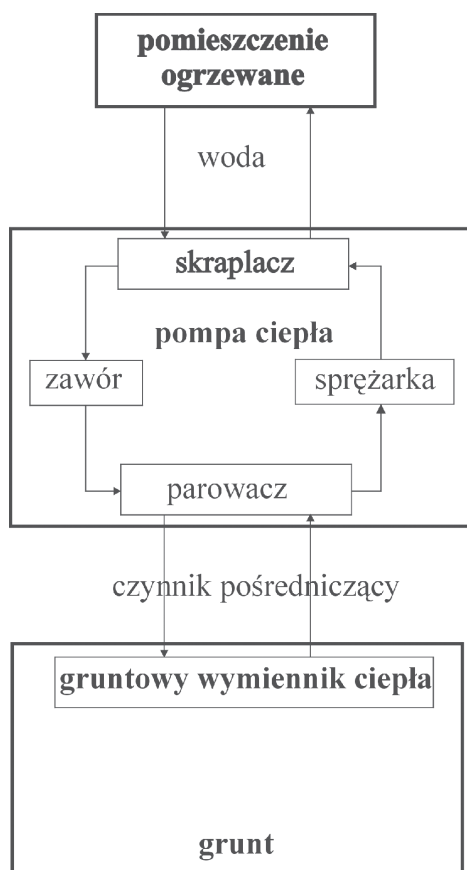 pomieszczenie
ogrzewane
woda
skraplacz
pompa ciepła
zawór
sprężarka
parowacz
czynnik pośredniczący
gruntowy wymiennik ciepła
grunt